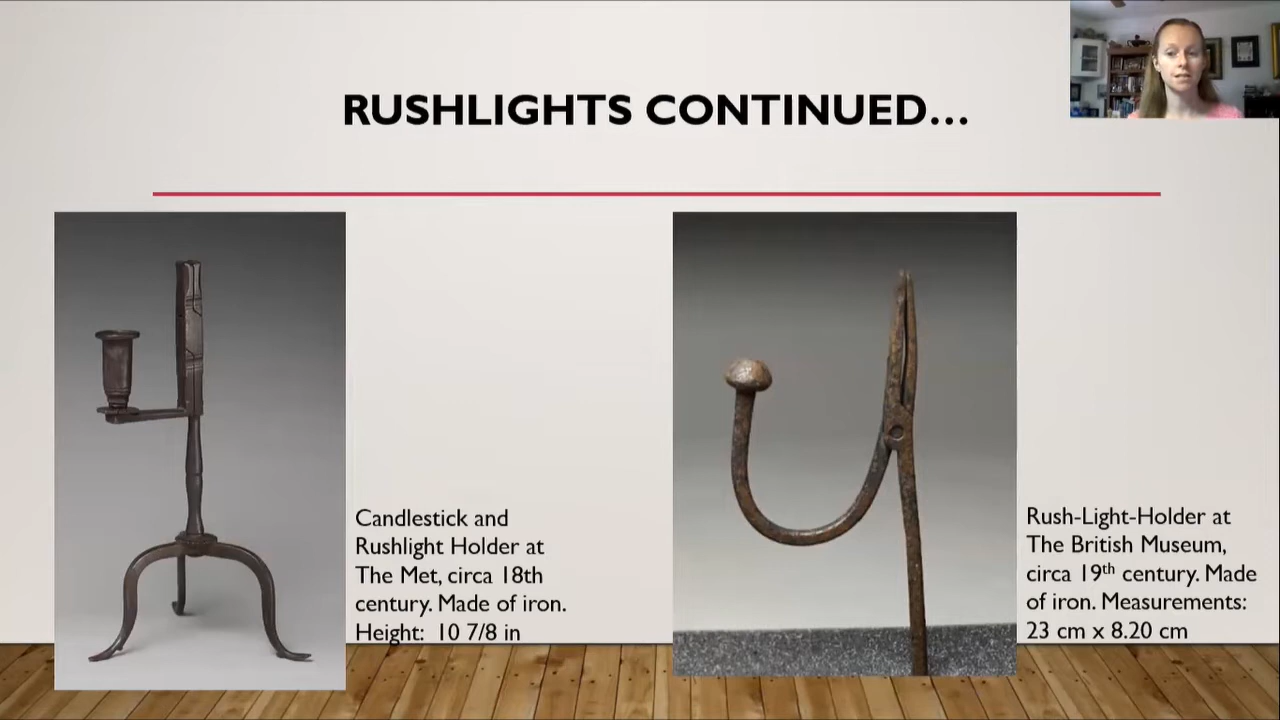 RUSHLIGHTS CONTINUED...
Candlestick and
Rushlight Holder at
The Met, circa 18th
century. Made of iron.
Height: 10 7/8 in
Rush-Light-Holder at
The British Museum,
circa 19th century. Made
of iron. Measurements:
23 cm x 8.20 cm